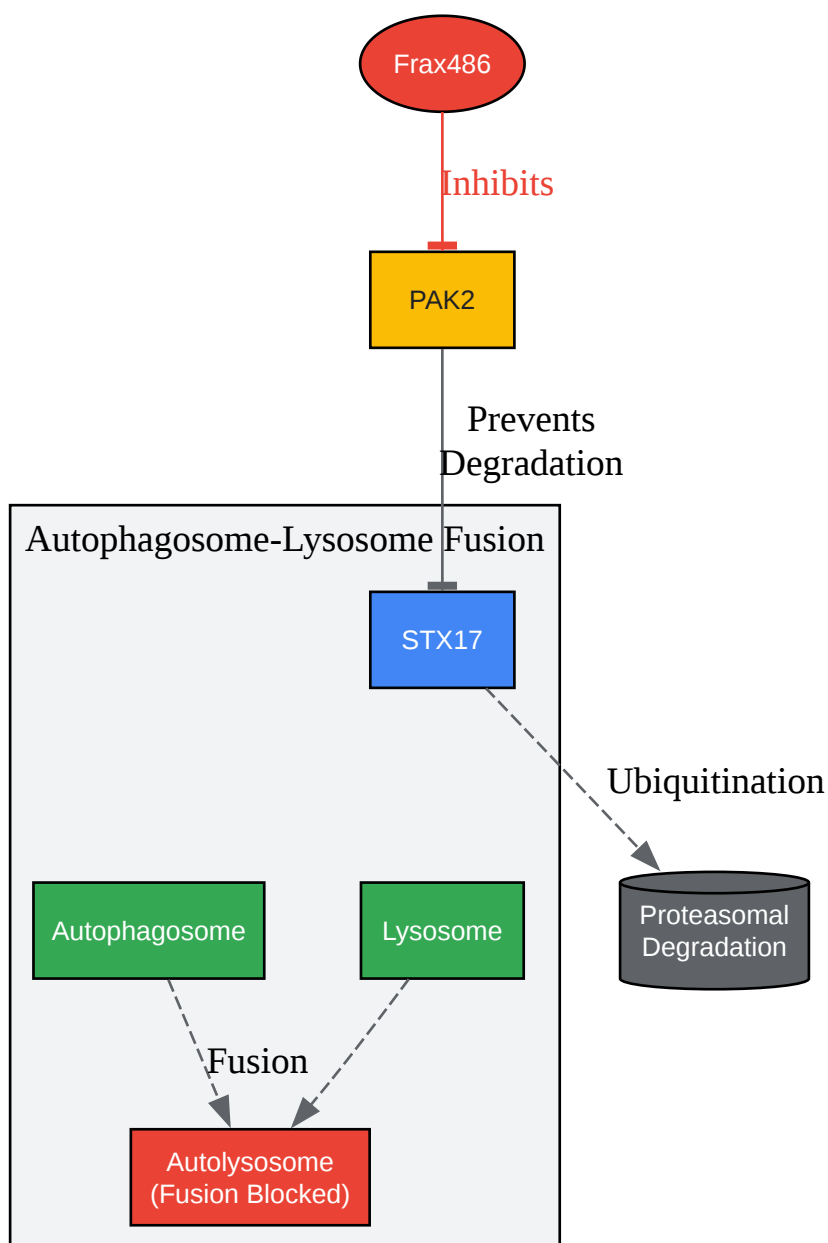 Frax486
Inhibits
PAK2
Prevents
Degradation
Autophagosome-Lysosome Fusion
STX17
Ubiquitination
Autophagosome
Lysosome
Proteasomal
Degradation
Fusion
Autolysosome
(Fusion Blocked)